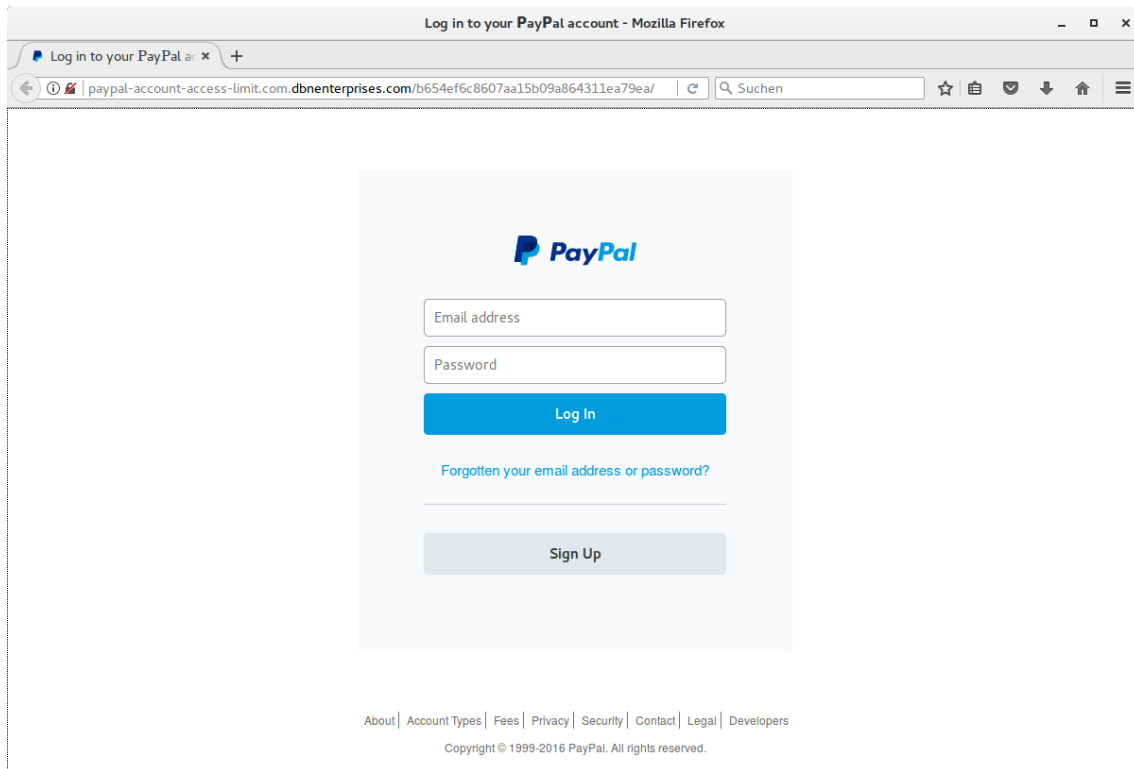 Log in to your PayPal account - Mozilla Firefox
Log in to your PayPal a
paypal-account-access-limit.com.dbnenterprises.com/b654ef6c8607aa15b09a864311ea79ea/
Suchen
PayPal
Email address
Password
Log In
Forgotten your email address or password?
Sign Up
About Account Types Fees Privacy Security Contact Legal Developers
Copyright © 1999-2016 PayPal. All rights reserved.